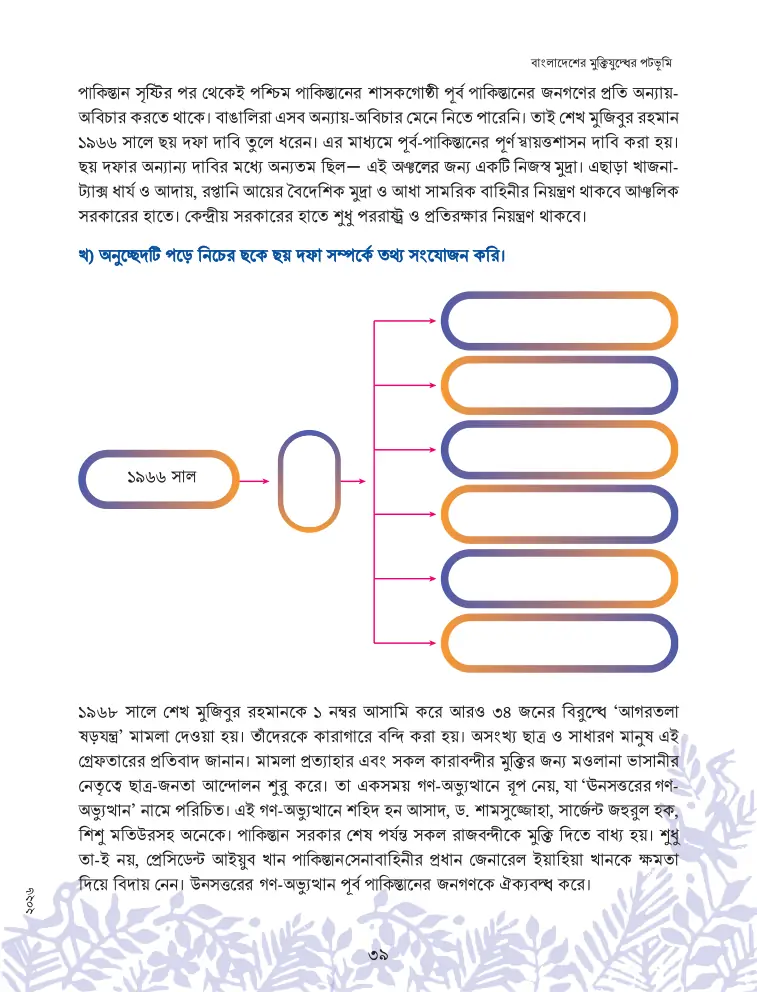 বাংলাদেশের মুক্তিযুদ্ধের পটভূমি
পাকিস্তান সৃষ্টির পর থেকেই পশ্চিম পাকিস্তানের শাসকগোষ্ঠী পূর্ব পাকিস্তানের জনগণের প্রতি অন্যায়-
অবিচার করতে থাকে। বাঙালিরা এসব অন্যায়-অবিচার মেনে নিতে পারেনি। তাই শেখ মুজিবুর রহমান
১৯৬৬ সালে ছয় দফা দাবি তুলে ধরেন। এর মাধ্যমে পূর্ব-পাকিস্তানের পূর্ণ স্বায়ত্তশাসন দাবি করা হয়।
ছয় দফার অন্যান্য দাবির মধ্যে অন্যতম ছিল— এই অঞ্চলের জন্য একটি নিজস্ব মুদ্রা। এছাড়া খাজনা-
ট্যাক্স ধার্য ও আদায়, রপ্তানি আয়ের বৈদেশিক মুদ্রা ও আধা সামরিক বাহিনীর নিয়ন্ত্রণ থাকবে আঞ্চলিক
সরকারের হাতে। কেন্দ্রীয় সরকারের হাতে শুধু পররাষ্ট্র ও প্রতিরক্ষার নিয়ন্ত্রণ থাকবে।
খ) অনুচ্ছেদটি পড়ে নিচের ছকে ছয় দফা সম্পর্কে তথ্য সংযোজন করি।
১৯৬৬ সাল
১৯৬৮ সালে শেখ মুজিবুর রহমানকে ১ নম্বর আসামি করে আরও ৩৪ জনের বিরুদ্ধে ‘আগরতলা
ষড়যন্ত্র’ মামলা দেওয়া হয়। তাঁদেরকে কারাগারে বন্দি করা হয়। অসংখ্য ছাত্র ও সাধারণ মানুষ এই
গ্রেফতারের প্রতিবাদ জানান। মামলা প্রত্যাহার এবং সকল কারাবন্দীর মুক্তির জন্য মওলানা ভাসানীর
নেতৃত্বে ছাত্র-জনতা আন্দোলন শুরু করে। তা একসময় গণ-অভ্যুত্থানে রূপ নেয়, যা ‘ঊনসত্তরের গণ-
অভ্যুত্থান’ নামে পরিচিত। এই গণ-অভ্যুত্থানে শহিদ হন আসাদ, ড. শামসুজ্জোহা, সার্জেন্ট জহুরুল হক,
শিশু মতিউরসহ অনেকে। পাকিস্তান সরকার শেষ পর্যন্ত সকল রাজবন্দীকে মুক্তি দিতে বাধ্য হয়। শুধু
তা-ই নয়, প্রেসিডেন্ট আইয়ুব খান পাকিস্তানসেনাবাহিনীর প্রধান জেনারেল ইয়াহিয়া খানকে ক্ষমতা
দিয়ে বিদায় নেন। উনসত্তরের গণ-অভ্যুত্থান পূর্ব পাকিস্তানের জনগণকে ঐক্যবদ্ধ করে।
২০২৬
৩৯